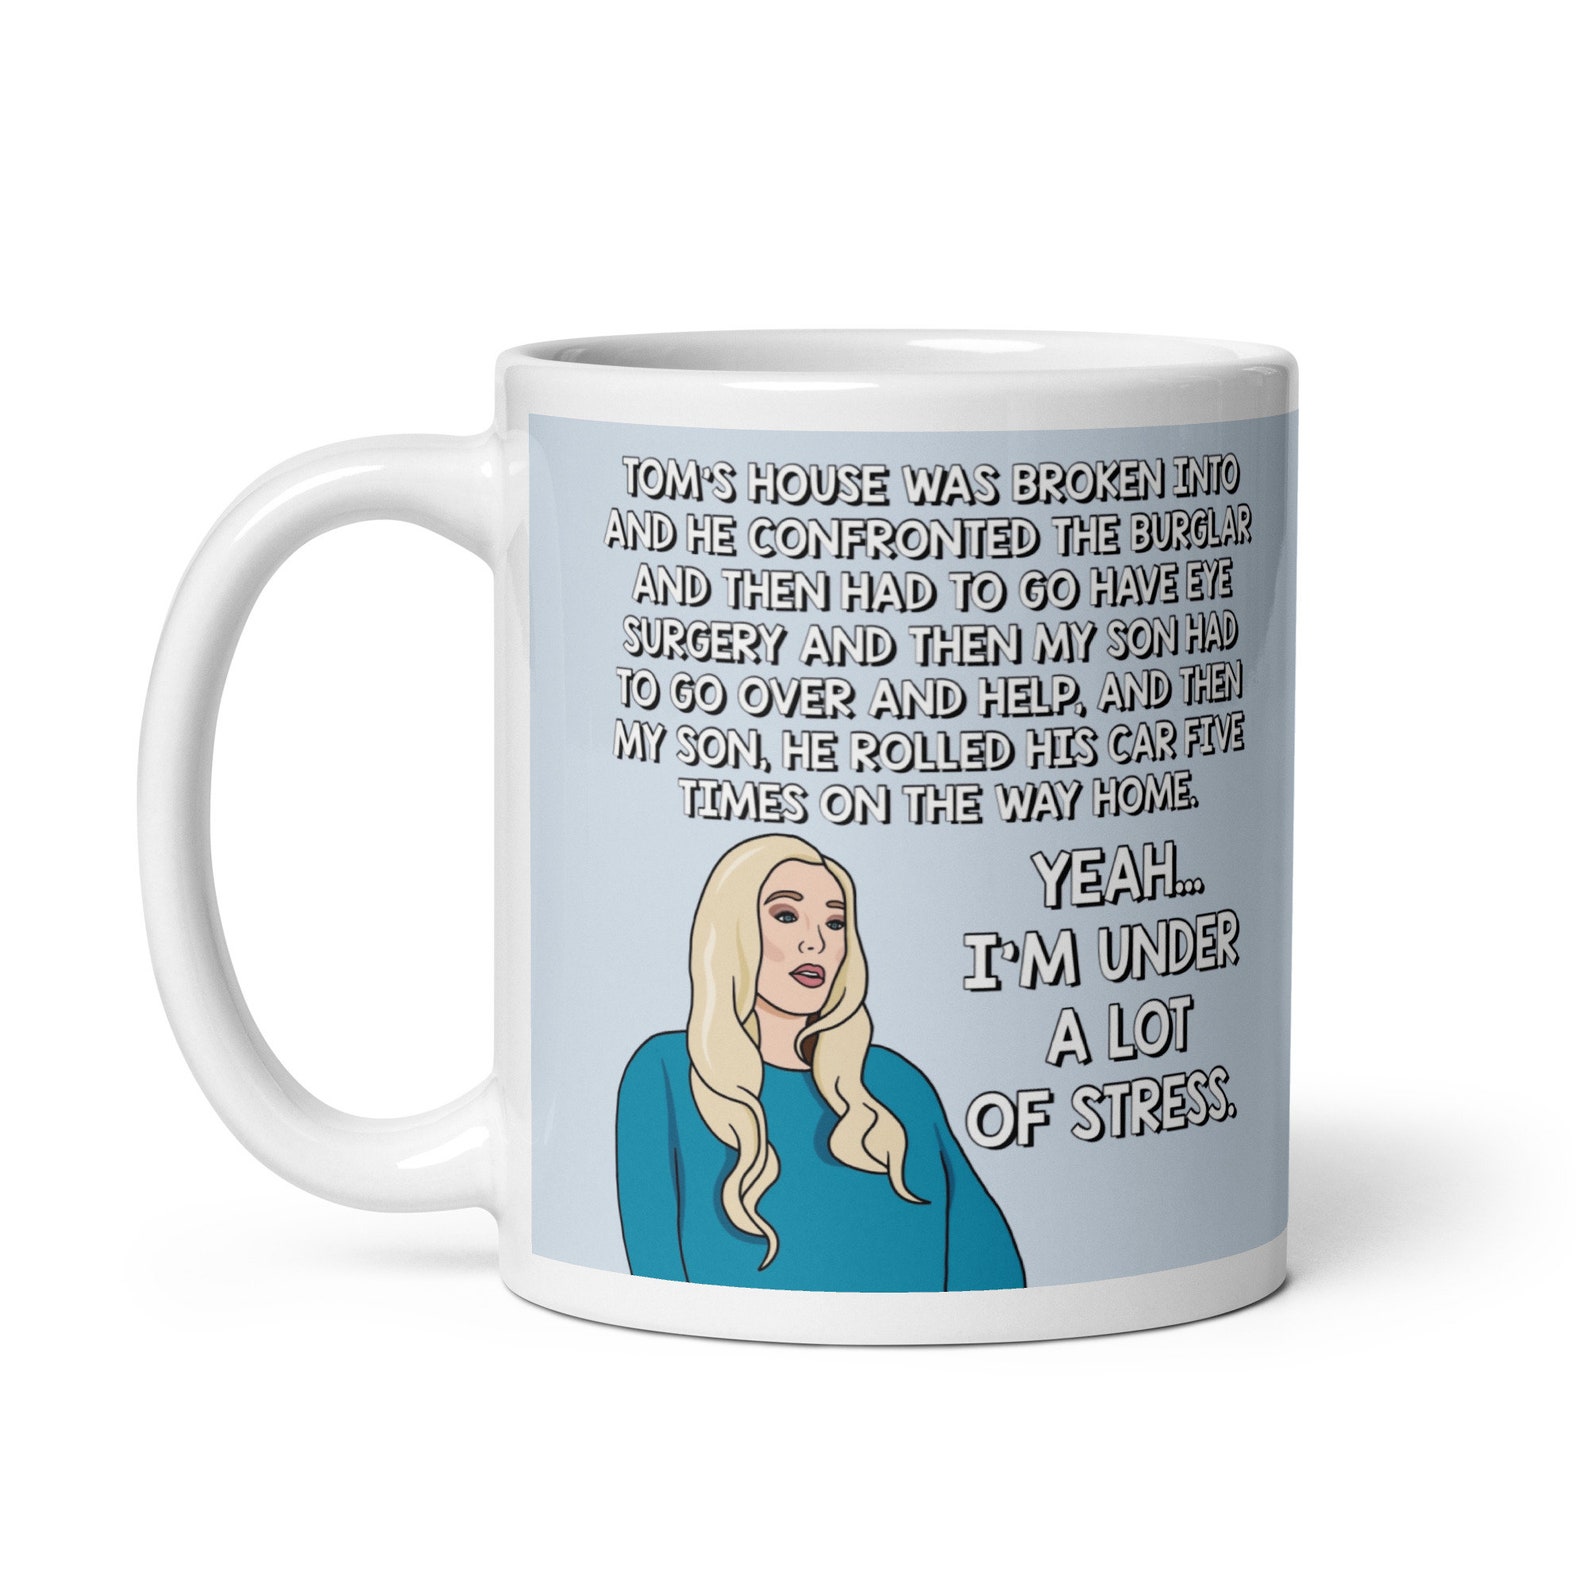 TOM'S HOUSE WAS BROKEN INTO
AND HE CONFRONTED THE BURGLAR
AND THEN HAD TO GO HAVE EYE
SURGERY AND THEN MY SON HAD
TO GO OVER AND HELP, AND THEN
MY SON, HE ROLLED HIS CAR FIVE
TIMES ON THE WAY HOME.
YEAH...
I'M UNDER
A LOT
OF STRESS.